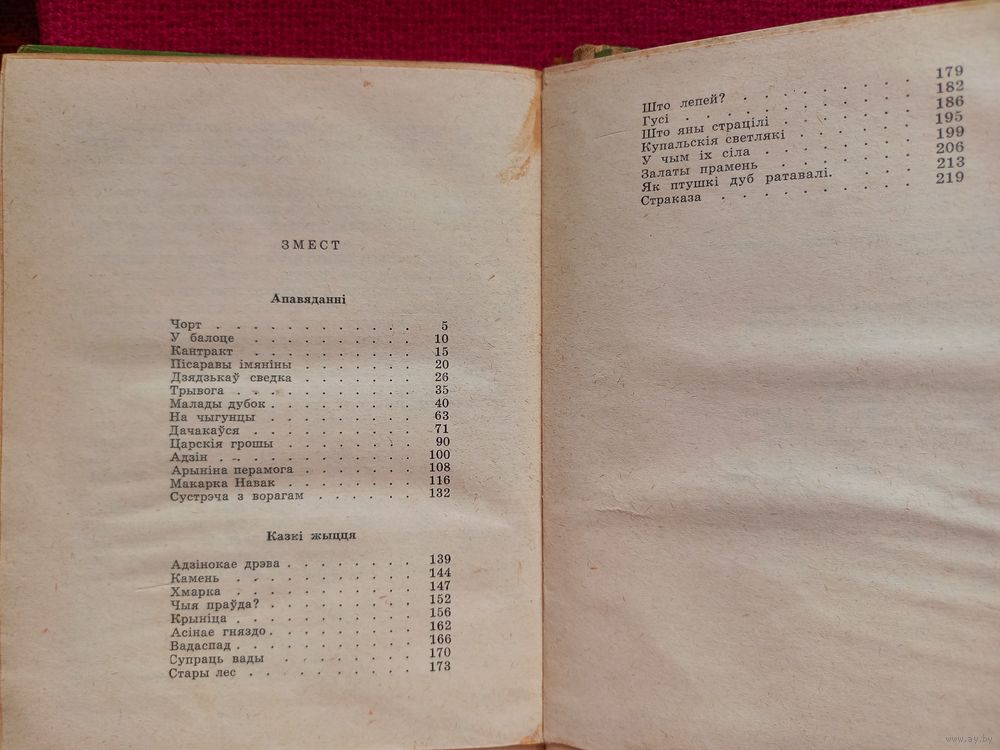 ЗМЕСТ
Апавяданні
Чорт . . . . . . . . . . . . 5
У балоце . . . . . . . . . . 10
Кантракт . . . . . . . . . . 15
Пісаравы імяніны . . . . . . . 20
Дзядзькаў сведка . . . . . . . 26
Трывога . . . . . . . . . . . 35
Малады дубок . . . . . . . . . 40
На чыгунцы . . . . . . . . . 63
Дачакаўся . . . . . . . . . . 71
Царскія грошы . . . . . . . . 90
Адзін . . . . . . . . . . . . 100
Арыніна перамога . . . . . . . 108
Макарка Навак . . . . . . . . 116
Сустрэча з ворагам . . . . . . 132
Казкі жыцця
Адзінокае дрэва . . . . . . . . 139
Камень . . . . . . . . . . . 144
Хмарка . . . . . . . . . . . 147
Чыя праўда? . . . . . . . . . 152
Крыніца . . . . . . . . . . . 156
Асінае гняздо . . . . . . . . . 162
Вадаспад . . . . . . . . . . . 166
Супраць вады . . . . . . . . 170
Стары лес . . . . . . . . . . 173
Што лепей? . . . . . . . . . 179
Гусі . . . . . . . . . . . . 182
Што яны страцілі . . . . . . . 186
Купальскія светлякі . . . . . . 195
У чым іх сіла . . . . . . . . 199
Залаты прамень . . . . . . . . 206
Як птушкі дуб ратавалі . . . . . 213
Страказа . . . . . . . . . . 219
www.ay.by